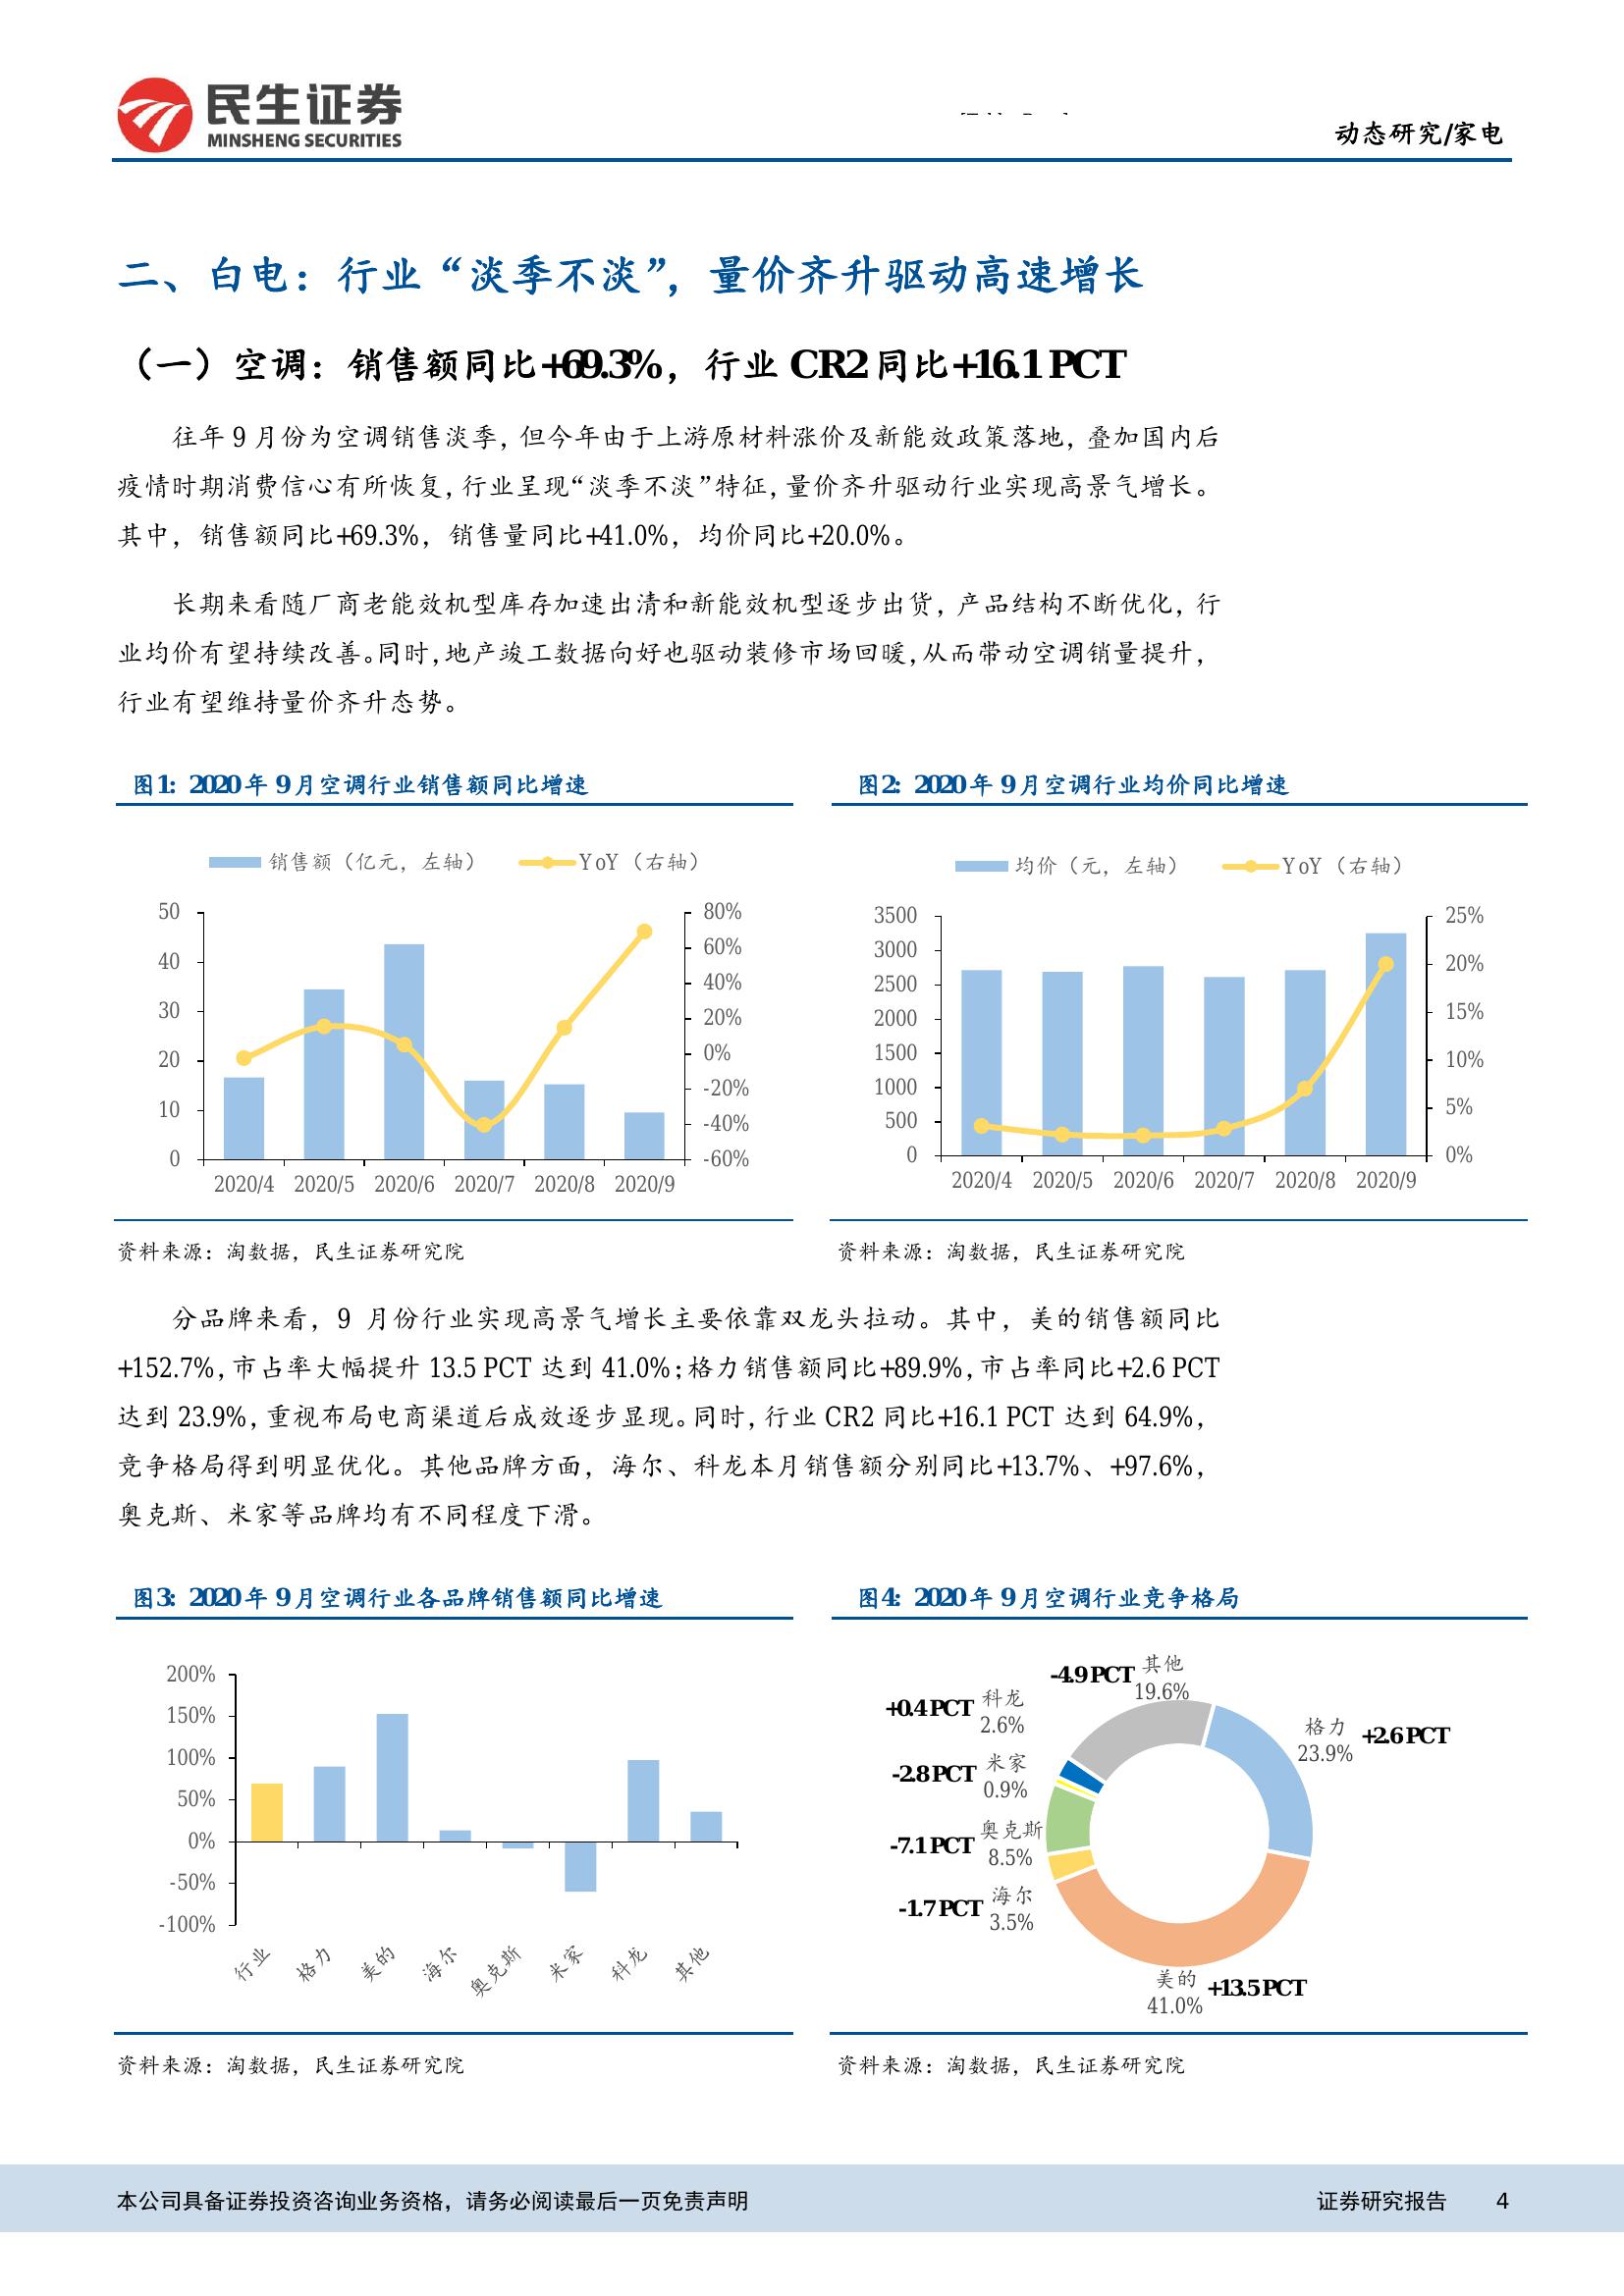 民生证券
MINSHENG SECURITIES
动态研究/家电
二、白电：行业“淡季不淡”，量价齐升驱动高速增长
（一）空调：销售额同比+69.3%，行业 CR2 同比+16.1 PCT
往年 9 月份为空调销售淡季，但今年由于上游原材料涨价及新能效政策落地，叠加国内后
疫情时期消费信心有所恢复，行业呈现“淡季不淡”特征，量价齐升驱动行业实现高景气增长。
其中，销售额同比+69.3%，销售量同比+41.0%，均价同比+20.0%。
长期来看随厂商老能效机型库存加速出清和新能效机型逐步出货，产品结构不断优化，行
业均价有望持续改善。同时，地产竣工数据向好也驱动装修市场回暖，从而带动空调销量提升，
行业有望维持量价齐升态势。
图1：2020 年 9 月空调行业销售额同比增速
销售额（亿元，左轴） YoY（右轴）
50 80%
60%
40
40%
30
20%
20 0%
-20%
10
-40%
0 -60%
2020/4 2020/5 2020/6 2020/7 2020/8 2020/9
资料来源：淘数据，民生证券研究院
图2：2020 年 9 月空调行业均价同比增速
均价（元，左轴） YoY（右轴）
3500 25%
3000
20%
2500
2000 15%
1500
10%
1000
5%
500
0 0%
2020/4 2020/5 2020/6 2020/7 2020/8 2020/9
资料来源：淘数据，民生证券研究院
分品牌来看，9 月份行业实现高景气增长主要依靠双龙头拉动。其中，美的销售额同比
+152.7%，市占率大幅提升 13.5 PCT 达到 41.0%；格力销售额同比+89.9%，市占率同比+2.6 PCT
达到 23.9%，重视布局电商渠道后成效逐步显现。同时，行业 CR2 同比+16.1 PCT 达到 64.9%，
竞争格局得到明显优化。其他品牌方面，海尔、科龙本月销售额分别同比+13.7%、+97.6%，
奥克斯、米家等品牌均有不同程度下滑。
图3：2020 年 9 月空调行业各品牌销售额同比增速
200%
150%
100%
50%
0%
-50%
-100%
行业 格力 美的 海尔 奥克斯 米家 科龙 其他
资料来源：淘数据，民生证券研究院
图4：2020 年 9 月空调行业竞争格局
-4.9 PCT 其他
19.6%
+0.4 PCT 科龙
2.6%
格力 +2.6 PCT
23.9%
-2.8 PCT 米家
0.9%
-7.1 PCT 奥克斯
8.5%
-1.7 PCT 海尔
3.5%
美的 +13.5 PCT
41.0%
资料来源：淘数据，民生证券研究院
本公司具备证券投资咨询业务资格，请务必阅读最后一页免责声明 证券研究报告 4